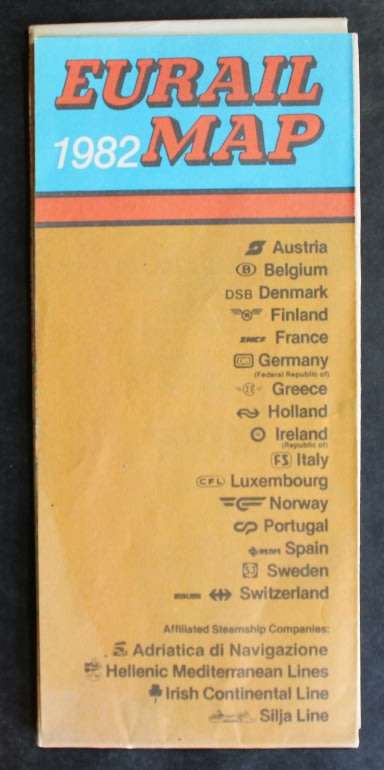 EURAIL
1982 MAP
Austria
B Belgium
DSB Denmark
Finland
SNCF France
Germany
(Federal Republic of)
Greece
Holland
Ireland
(Republic of)
FS Italy
CFL Luxembourg
Norway
CP Portugal
Spain
SJ Sweden
Switzerland
Affiliated Steamship Companies:
Adriatica di Navigazione
Hellenic Mediterranean Lines
Irish Continental Line
Silja Line